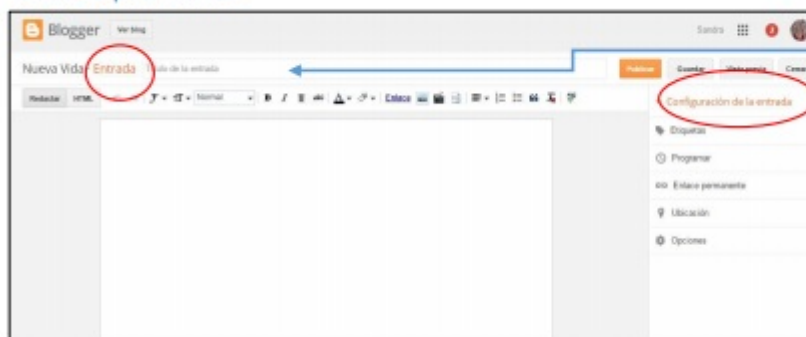 Blogger Ver blog Sandra
Nueva Vida Entrada Título de la entrada Publicar Guardar Vista previa Cerrar
Redactar HTML Normal Enlace Configuración de la entrada
Etiquetas
Programar
Enlace permanente
Ubicación
Opciones